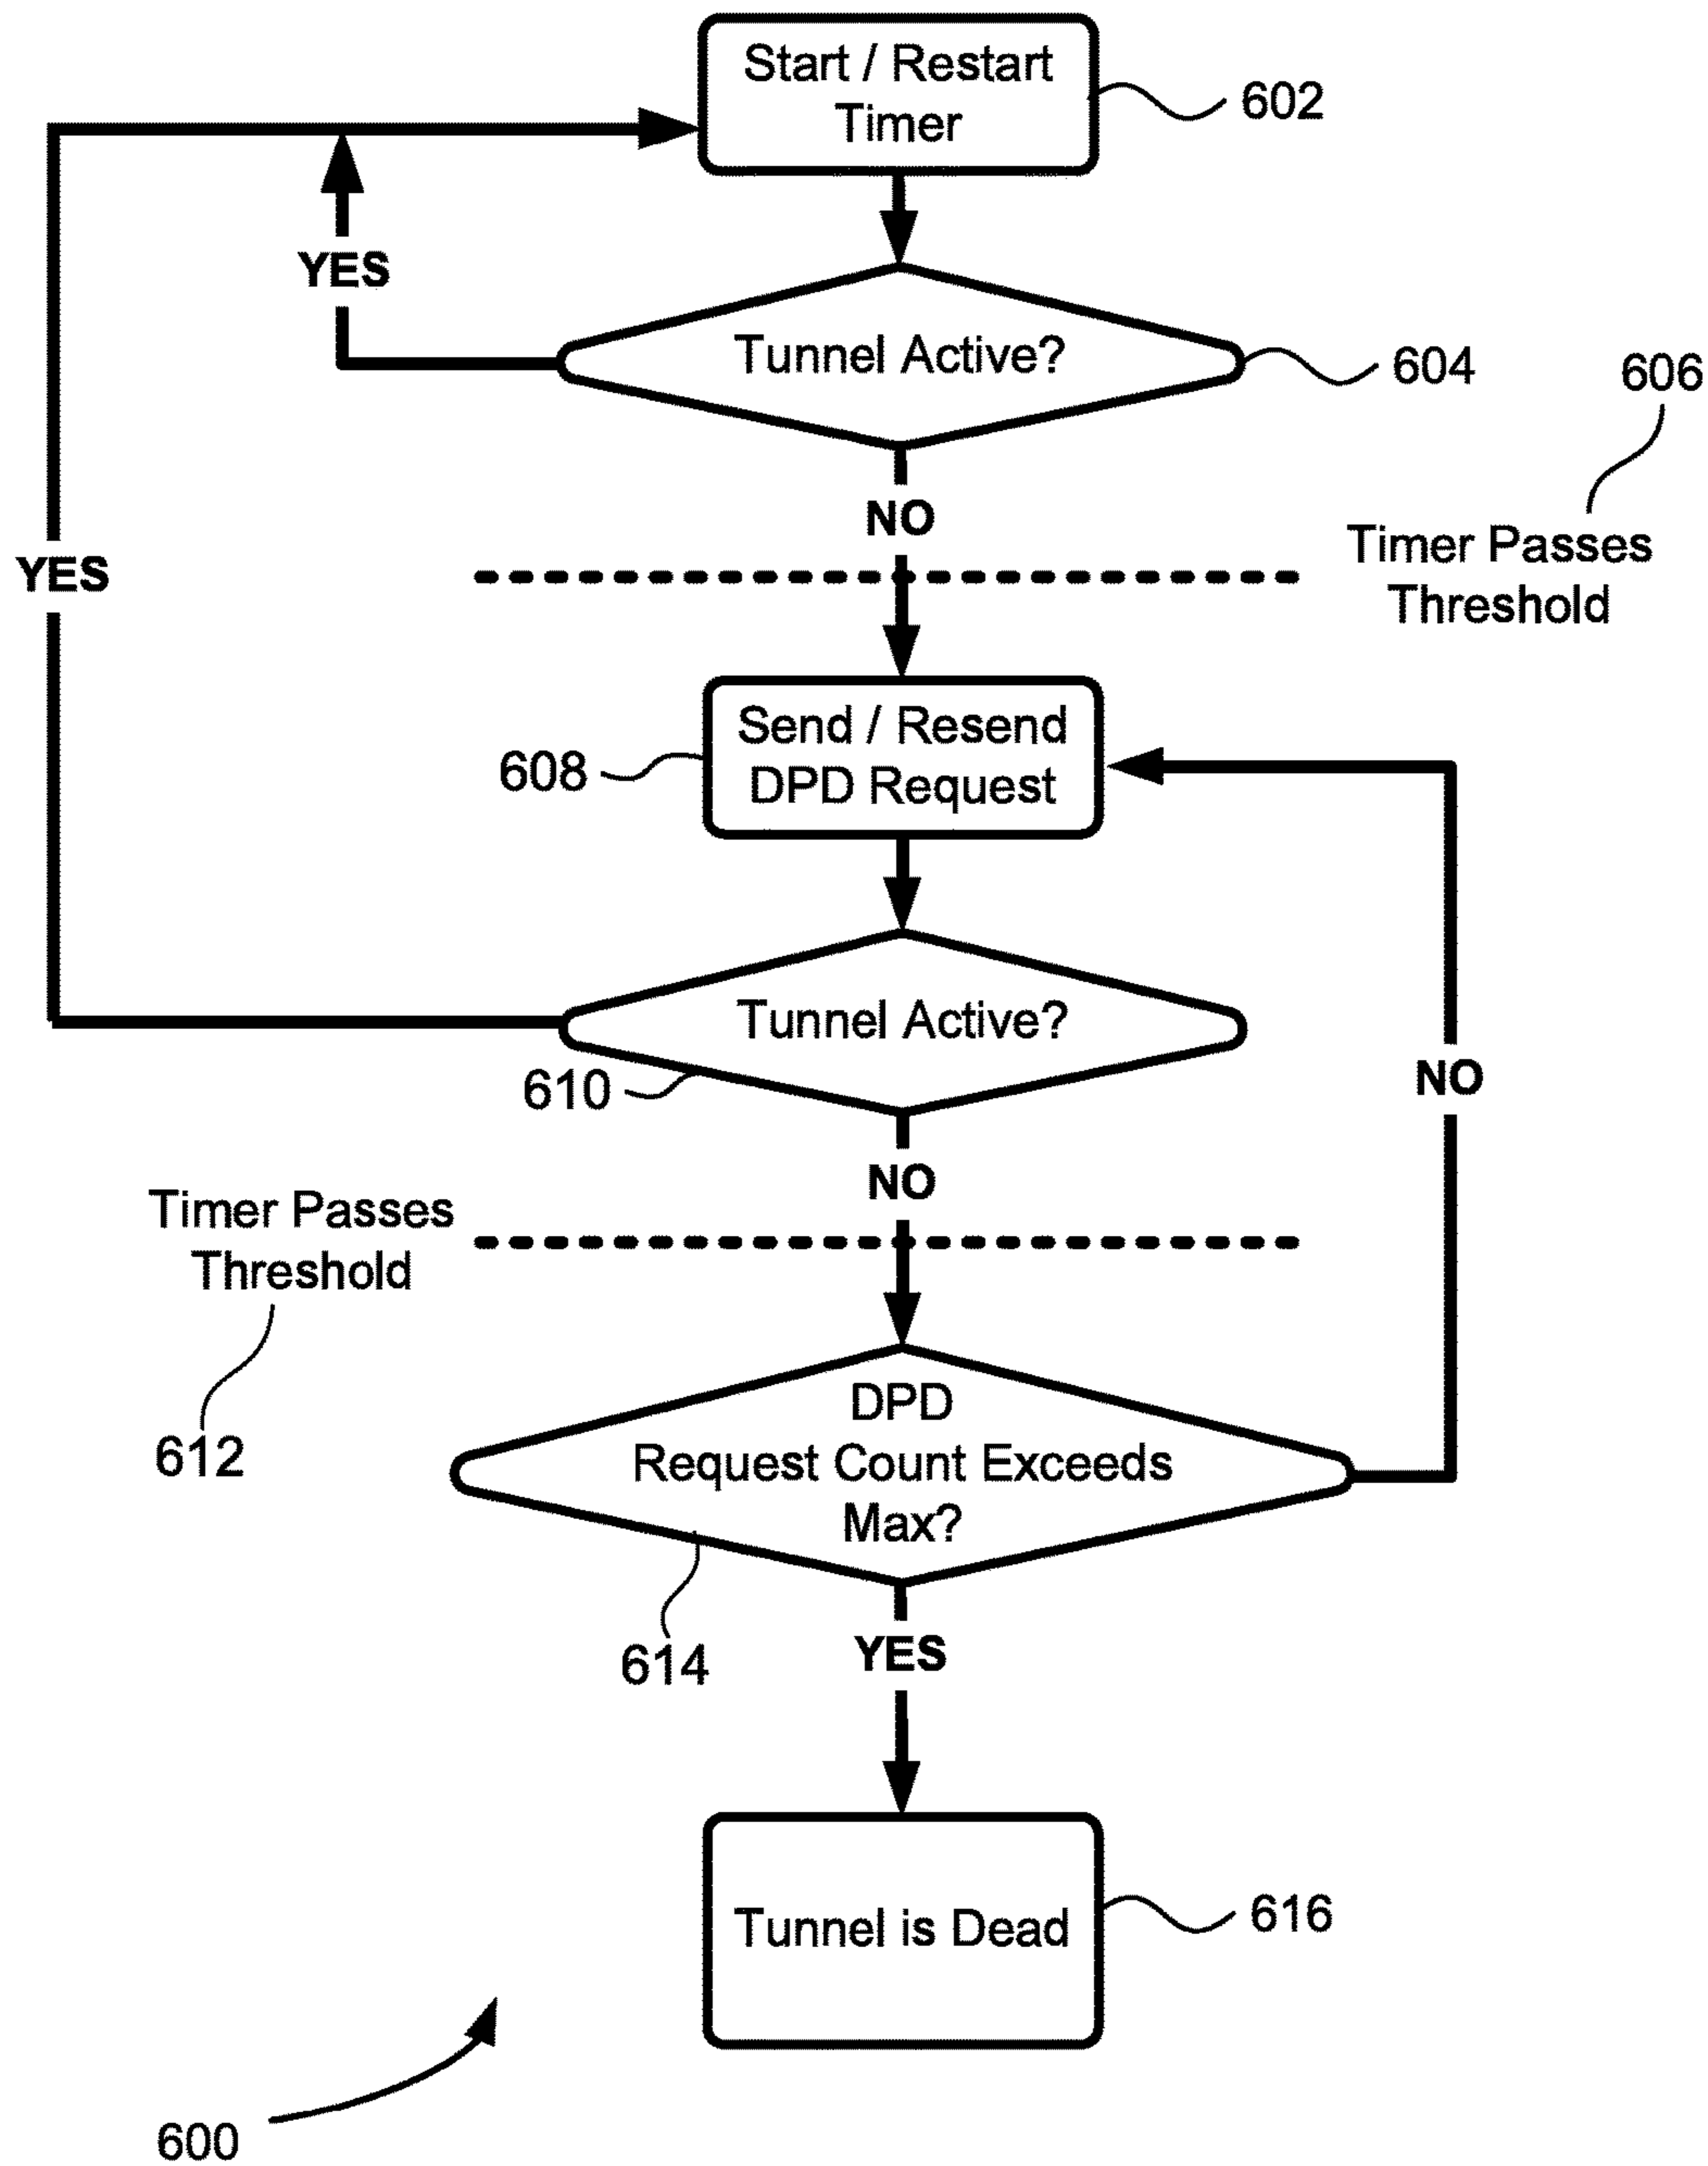 Start / Restart
Timer
602
YES
Tunnel Active?
604
606
NO
Timer Passes
Threshold
YES
Send / Resend
DPD Request
608
Tunnel Active?
610
NO
NO
Timer Passes
Threshold
612
DPD
Request Count Exceeds
Max?
614
YES
Tunnel is Dead
616
600